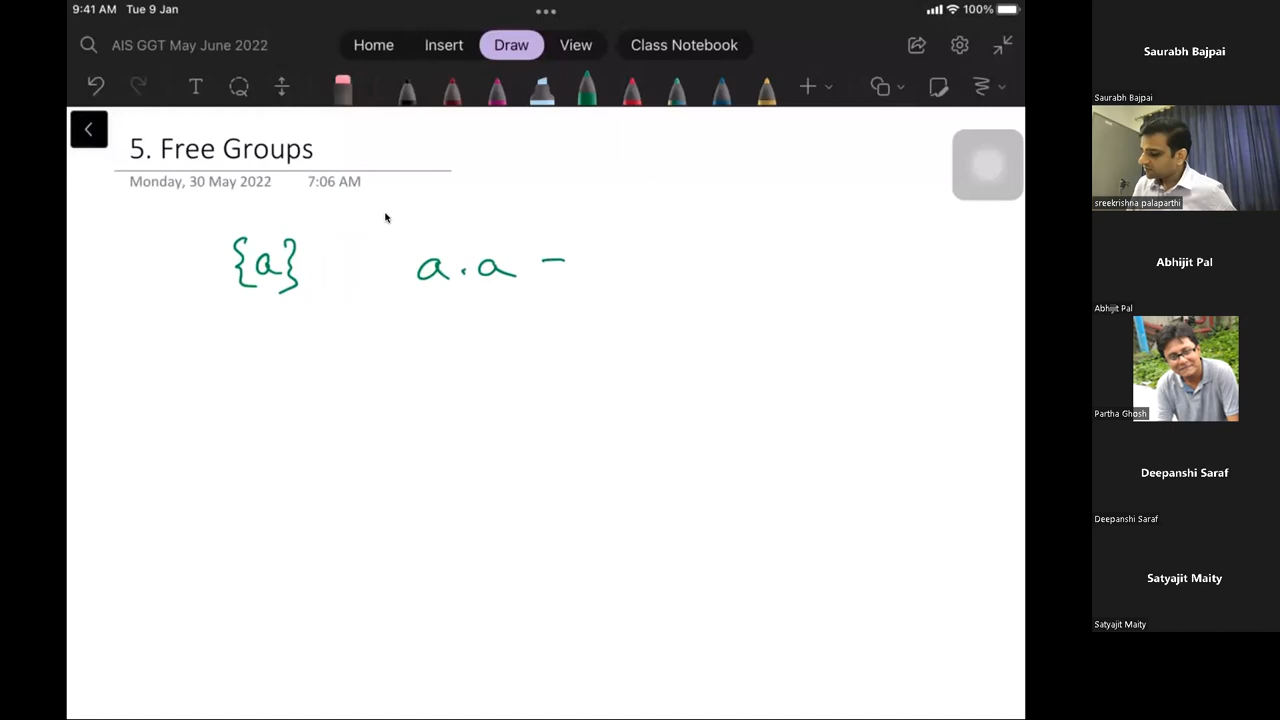 9:41 AM Tue 9 Jan
100%
AIS GGT May June 2022
Home Insert Draw View Class Notebook
T
5. Free Groups
Monday, 30 May 2022 7:06 AM
{a} a . a -
Saurabh Bajpai
Saurabh Bajpai
sreekrishna palaparthi
Abhijit Pal
Abhijit Pal
Partha Ghosh
Deepanshi Saraf
Deepanshi Saraf
Satyajit Maity
Satyajit Maity